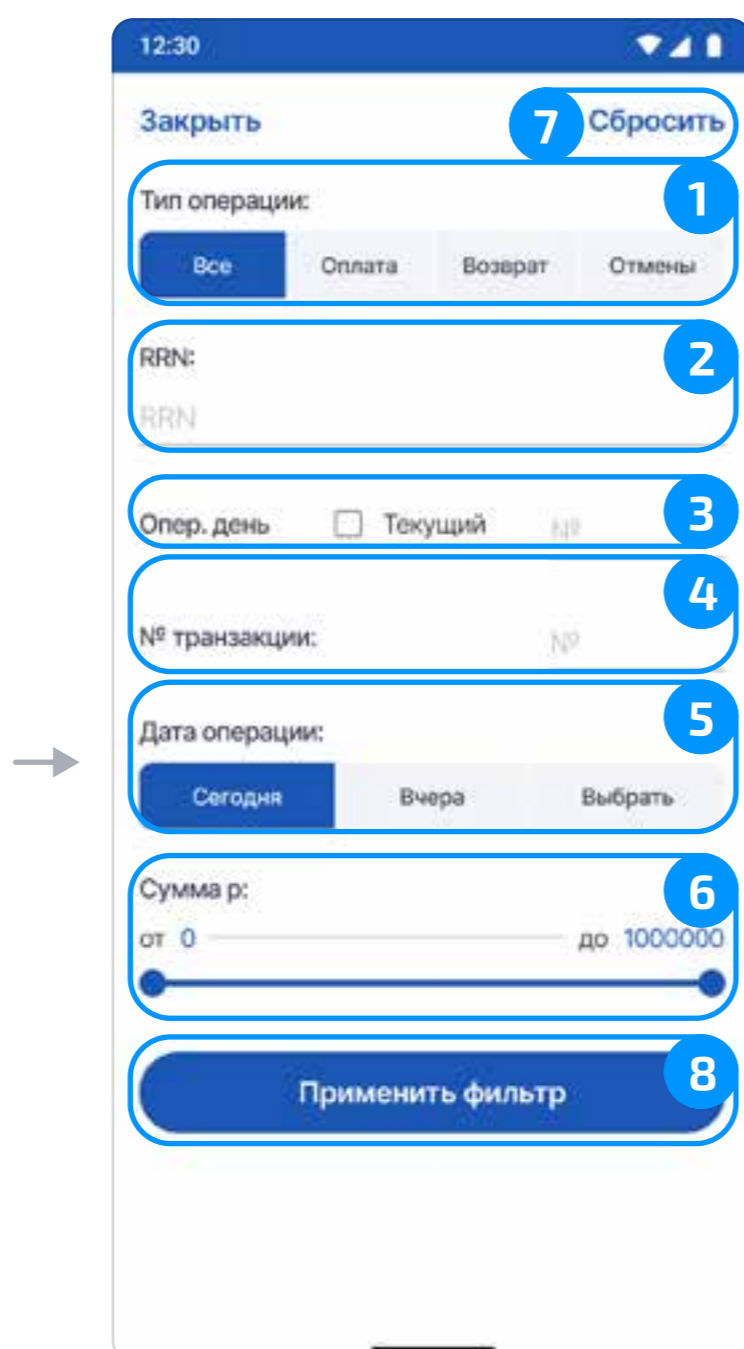 12:30
Закрыть 7 Сбросить
Тип операции: 1
Все Оплата Возврат Отмены
RRN: 2
RRN
Опер. день Текущий № 3
4
№ транзакции: №
Дата операции: 5
Сегодня Вчера Выбрать
Сумма р: 6
от 0 до 1000000
Применить фильтр 8